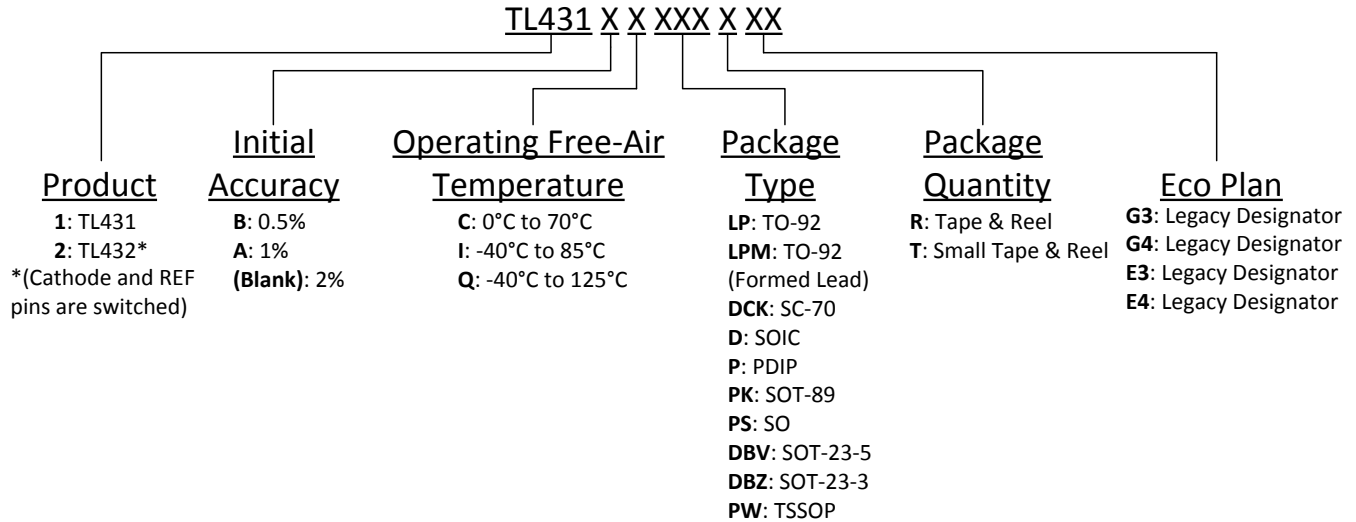 TL431 X X XXX X XX
Product
1: TL431
2: TL432*
*(Cathode and REF
pins are switched)
Initial
Accuracy
B: 0.5%
A: 1%
(Blank): 2%
Operating Free-Air
Temperature
C: 0°C to 70°C
I: -40°C to 85°C
Q: -40°C to 125°C
Package
Type
LP: TO-92
LPM: TO-92
(Formed Lead)
DCK: SC-70
D: SOIC
P: PDIP
PK: SOT-89
PS: SO
DBV: SOT-23-5
DBZ: SOT-23-3
PW: TSSOP
Package
Quantity
R: Tape & Reel
T: Small Tape & Reel
Eco Plan
G3: Legacy Designator
G4: Legacy Designator
E3: Legacy Designator
E4: Legacy Designator